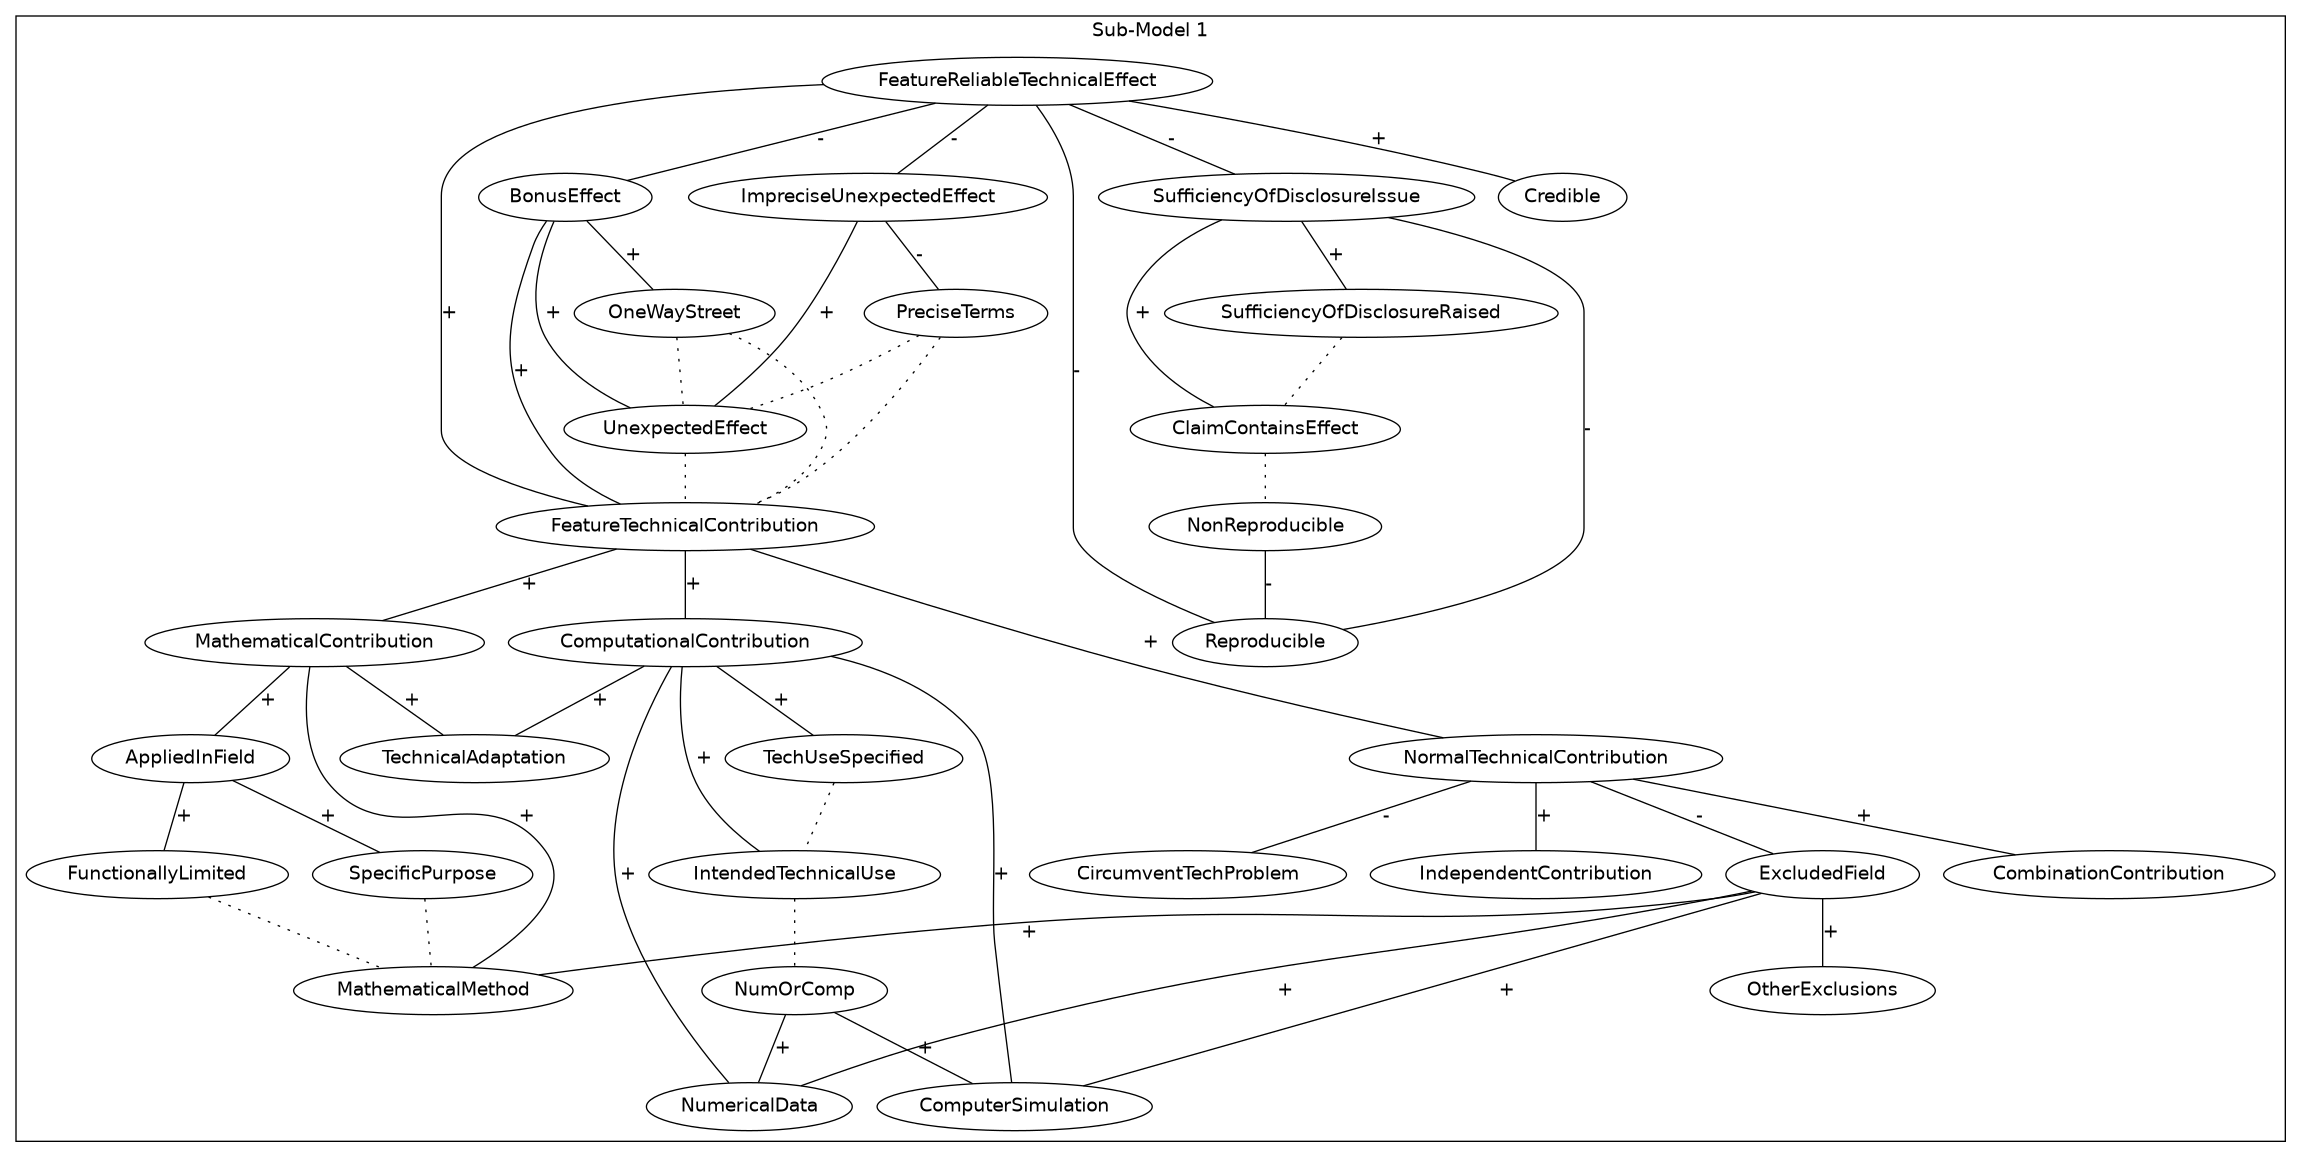 Sub-Model 1
FeatureReliableTechnicalEffect
- - - +
BonusEffect ImpreciseUnexpectedEffect SufficiencyOfDisclosureIssue Credible
+ - +
+ + + + +
OneWayStreet PreciseTerms SufficiencyOfDisclosureRaised
+ -
UnexpectedEffect ClaimContainsEffect -
FeatureTechnicalContribution NonReproducible
+ + -
MathematicalContribution ComputationalContribution Reproducible +
+ + + +
AppliedInField TechnicalAdaptation + TechUseSpecified NormalTechnicalContribution
+ + + - + - +
FunctionallyLimited SpecificPurpose + IntendedTechnicalUse + CircumventTechProblem IndependentContribution ExcludedField CombinationContribution
+ +
MathematicalMethod NumOrComp + + OtherExclusions
+ +
NumericalData ComputerSimulation